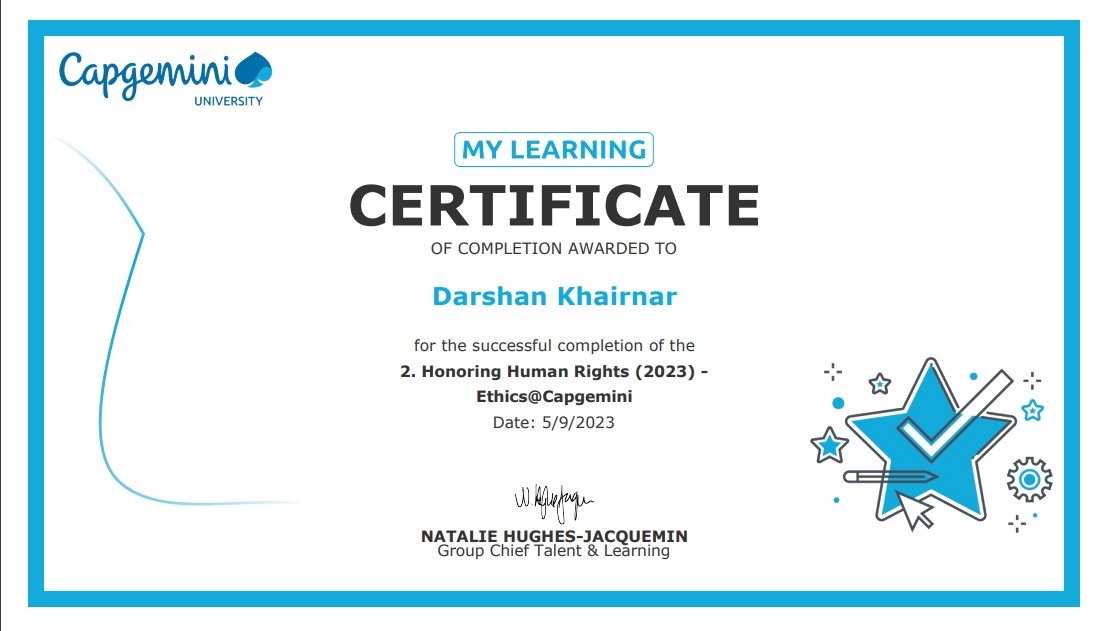 Capgemini
UNIVERSITY
MY LEARNING
CERTIFICATE
OF COMPLETION AWARDED TO
Darshan Khairnar
for the successful completion of the
2. Honoring Human Rights (2023) -
Ethics@Capgemini
Date: 5/9/2023
NATALIE HUGHES-JACQUEMIN
Group Chief Talent & Learning